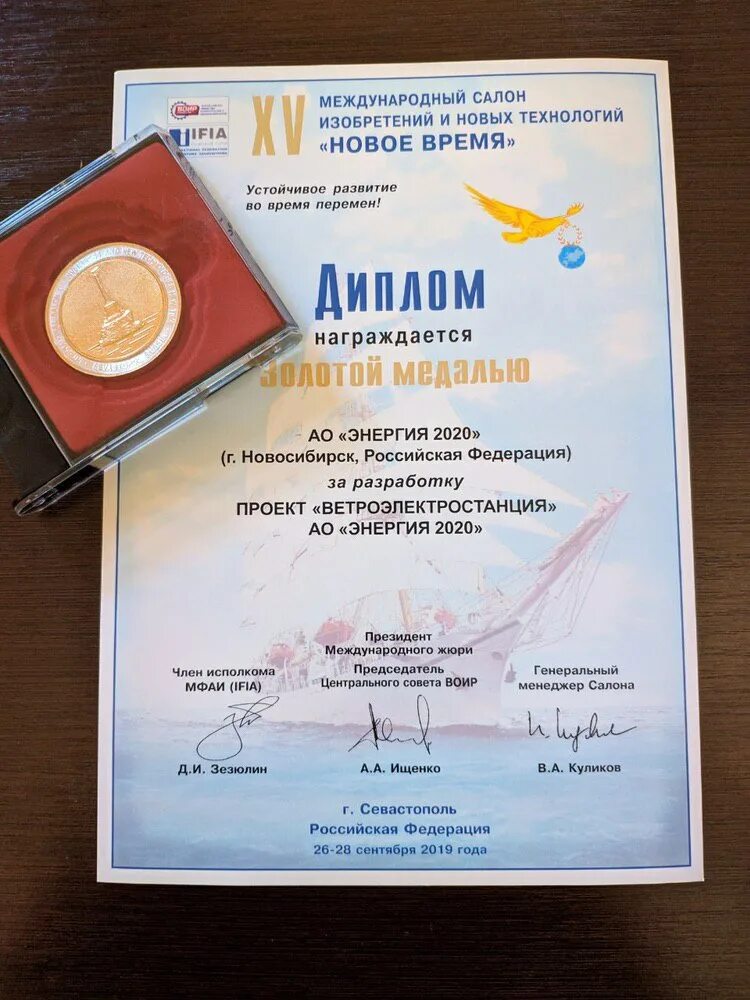 ВОИР
IFIA
XV
МЕЖДУНАРОДНЫЙ САЛОН
ИЗОБРЕТЕНИЙ И НОВЫХ ТЕХНОЛОГИЙ
«НОВОЕ ВРЕМЯ»
Устойчивое развитие
во время перемен!
ДИПЛОМ
награждается
Золотой медалью
АО «ЭНЕРГИЯ 2020»
(г. Новосибирск, Российская Федерация)
за разработку
ПРОЕКТ «ВЕТРОЭЛЕКТРОСТАНЦИЯ»
АО «ЭНЕРГИЯ 2020»
Президент
Международного жюри
Член исполкома
МФАИ (IFIA)
Председатель
Центрального совета ВОИР
Генеральный
менеджер Салона
Д.И. Зезюлин
А.А. Ищенко
В.А. Куликов
г. Севастополь
Российская Федерация
26-28 сентября 2019 года